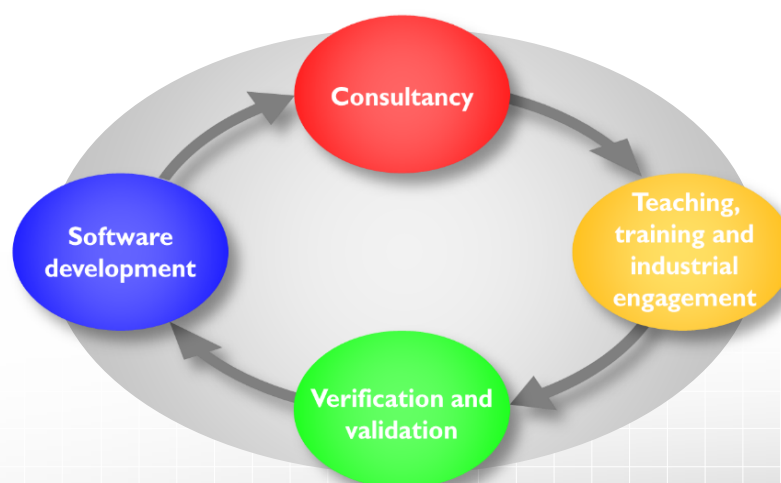 Consultancy
Teaching,
training and
industrial
engagement
Software
development
Verification and
validation